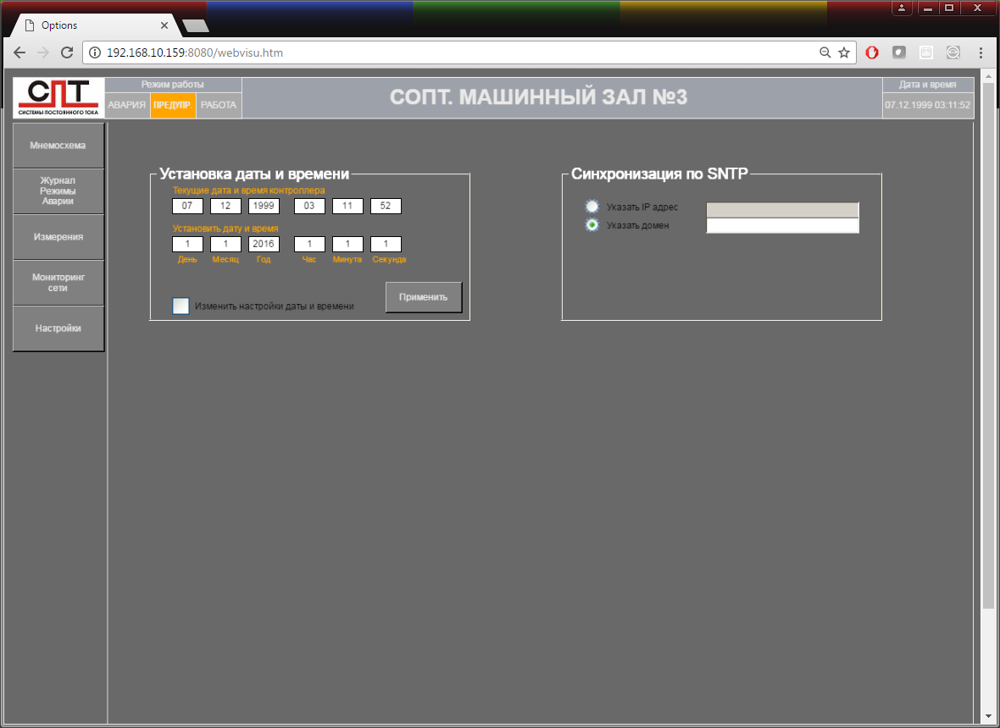 Options
192.168.10.159:8080/webvisu.htm
СПТ
СИСТЕМЫ ПОСТОЯННОГО ТОКА
Режим работы
АВАРИЯ ПРЕДУПР. РАБОТА
СОПТ. МАШИННЫЙ ЗАЛ №3
Дата и время
07.12.1999 03:11:52
Мнемосхема
Журнал
Режимы
Аварии
Измерения
Мониторинг
сети
Настройки
Установка даты и времени
Текущие дата и время контроллера
07 12 1999 03 11 52
Установить дату и время
1 1 2016 1 1 1
День Месяц Год Час Минута Секунда
Изменить настройки даты и времени
Применить
Синхронизация по SNTP
Указать IP адрес
Указать домен